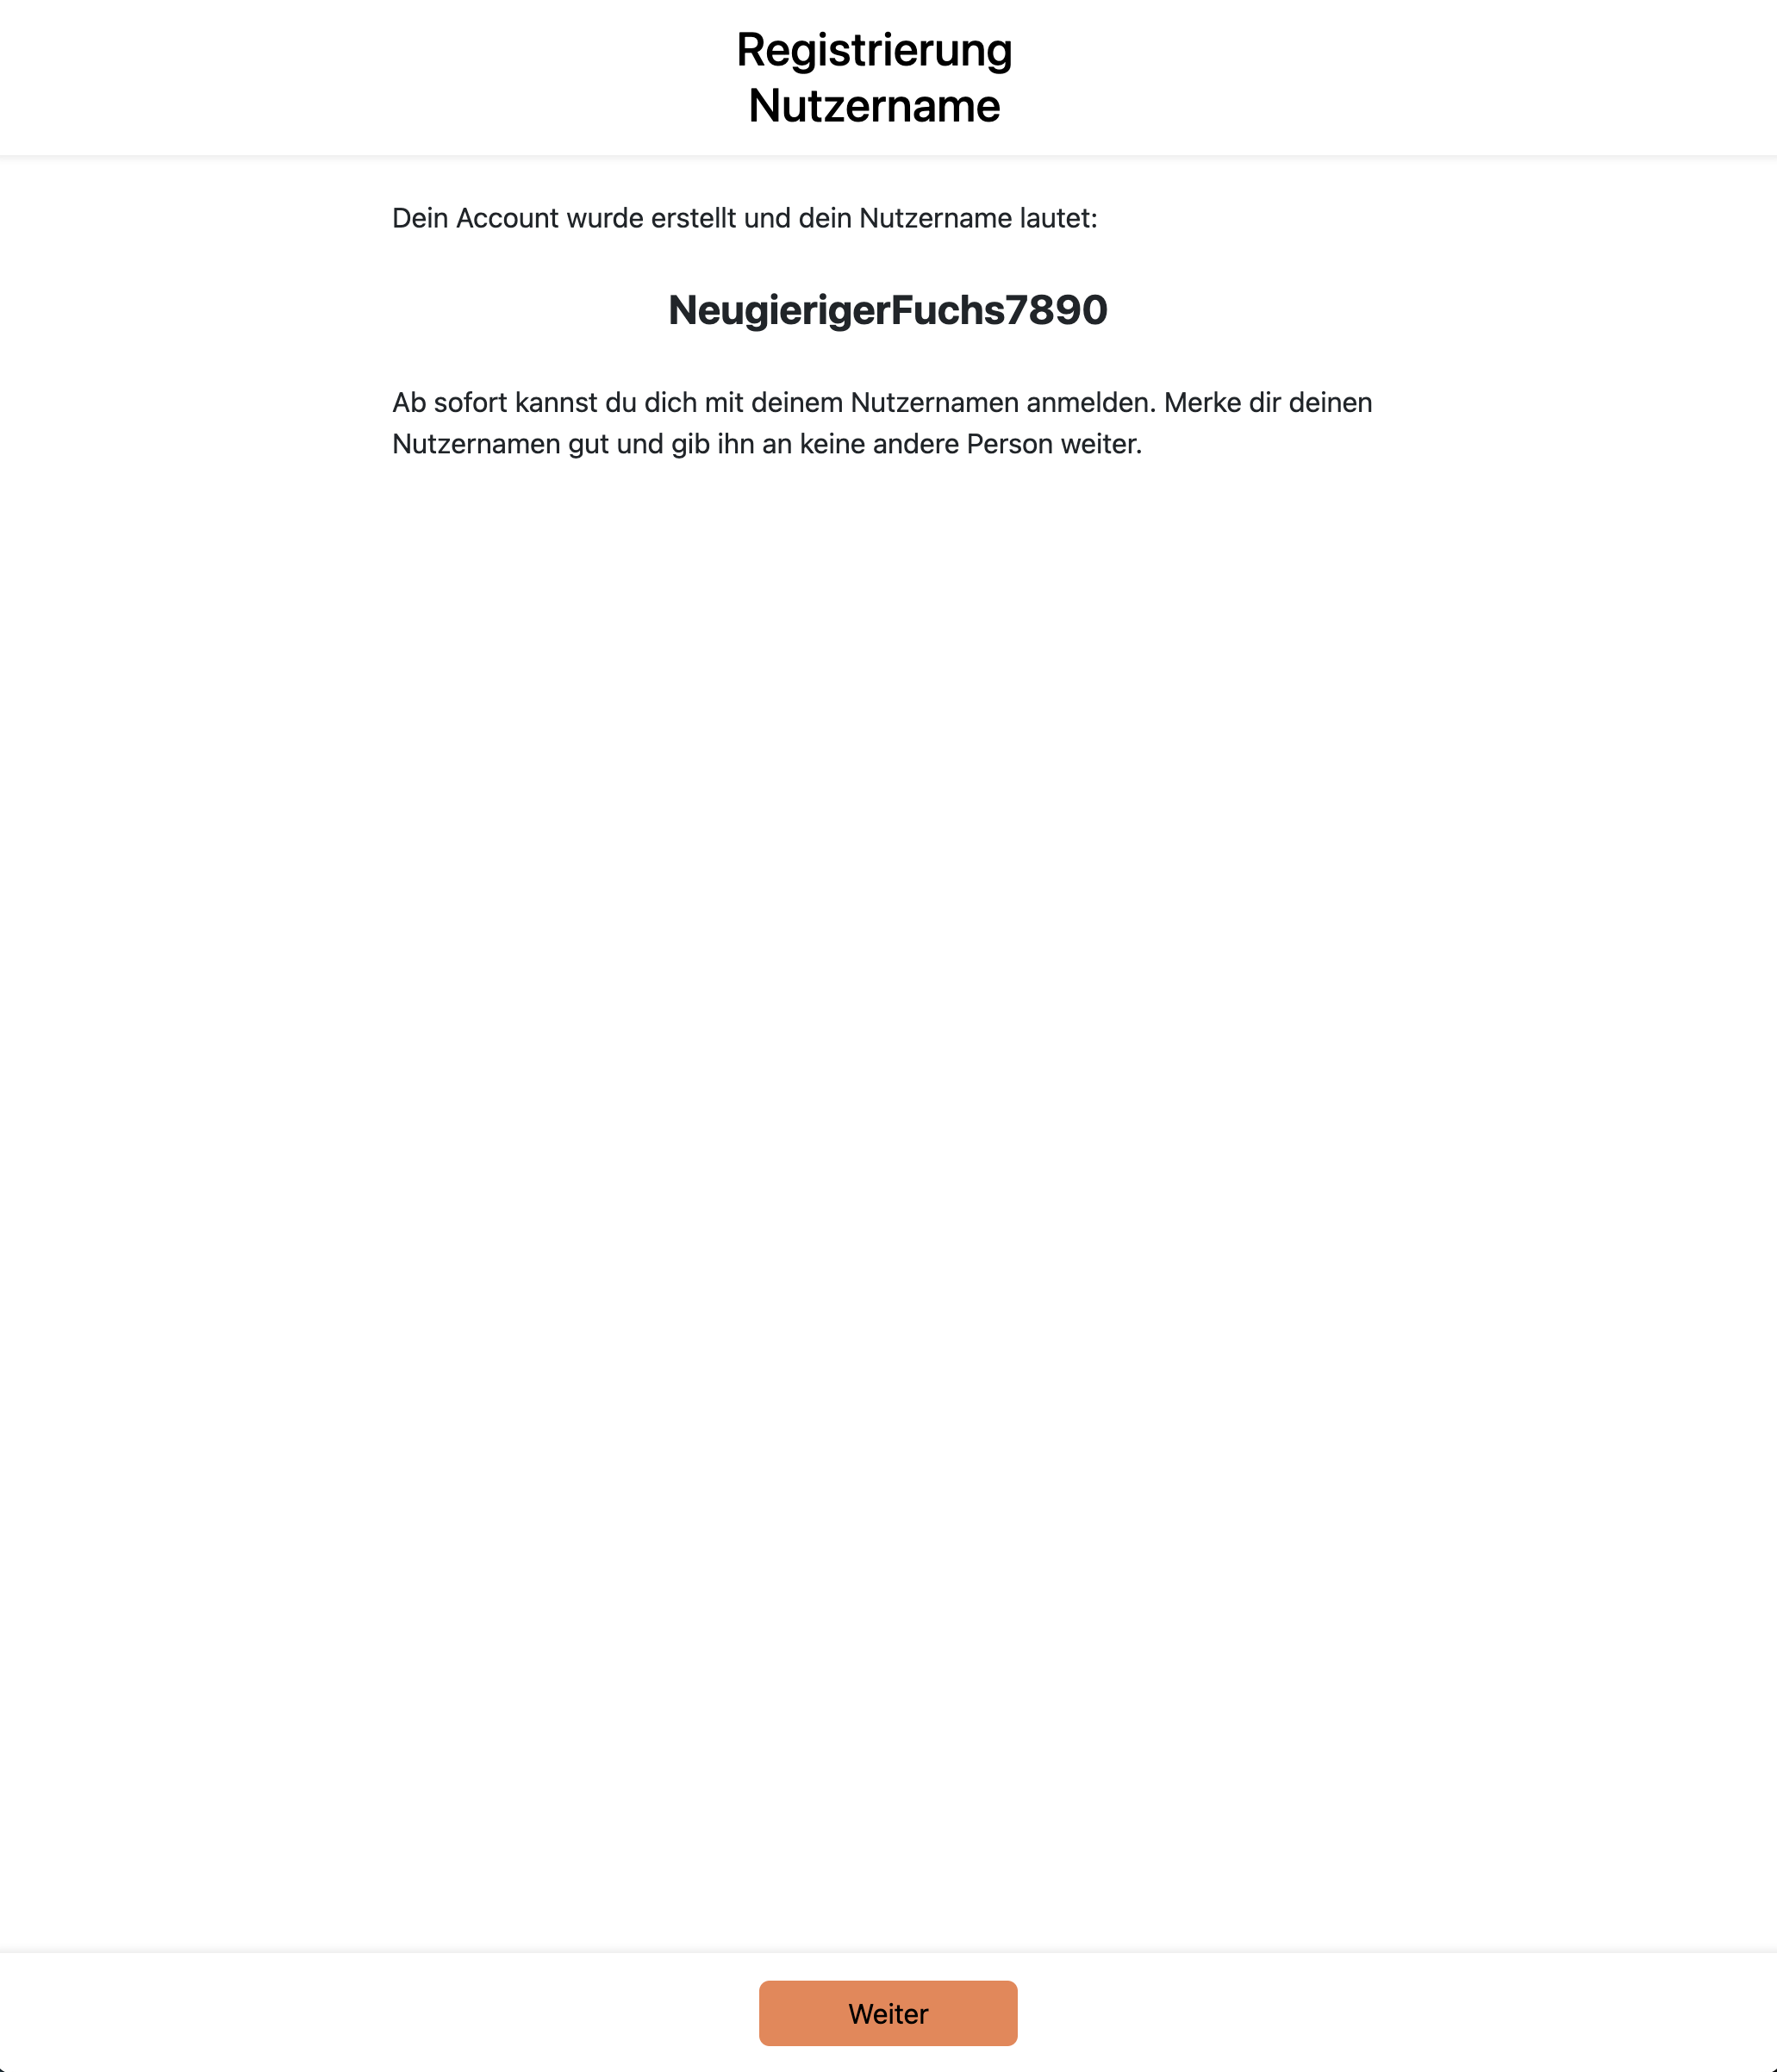 Registrierung
Nutzername
Dein Account wurde erstellt und dein Nutzername lautet:
NeugierigerFuchs7890
Ab sofort kannst du dich mit deinem Nutzernamen anmelden. Merke dir deinen
Nutzernamen gut und gib ihn an keine andere Person weiter.
Weiter